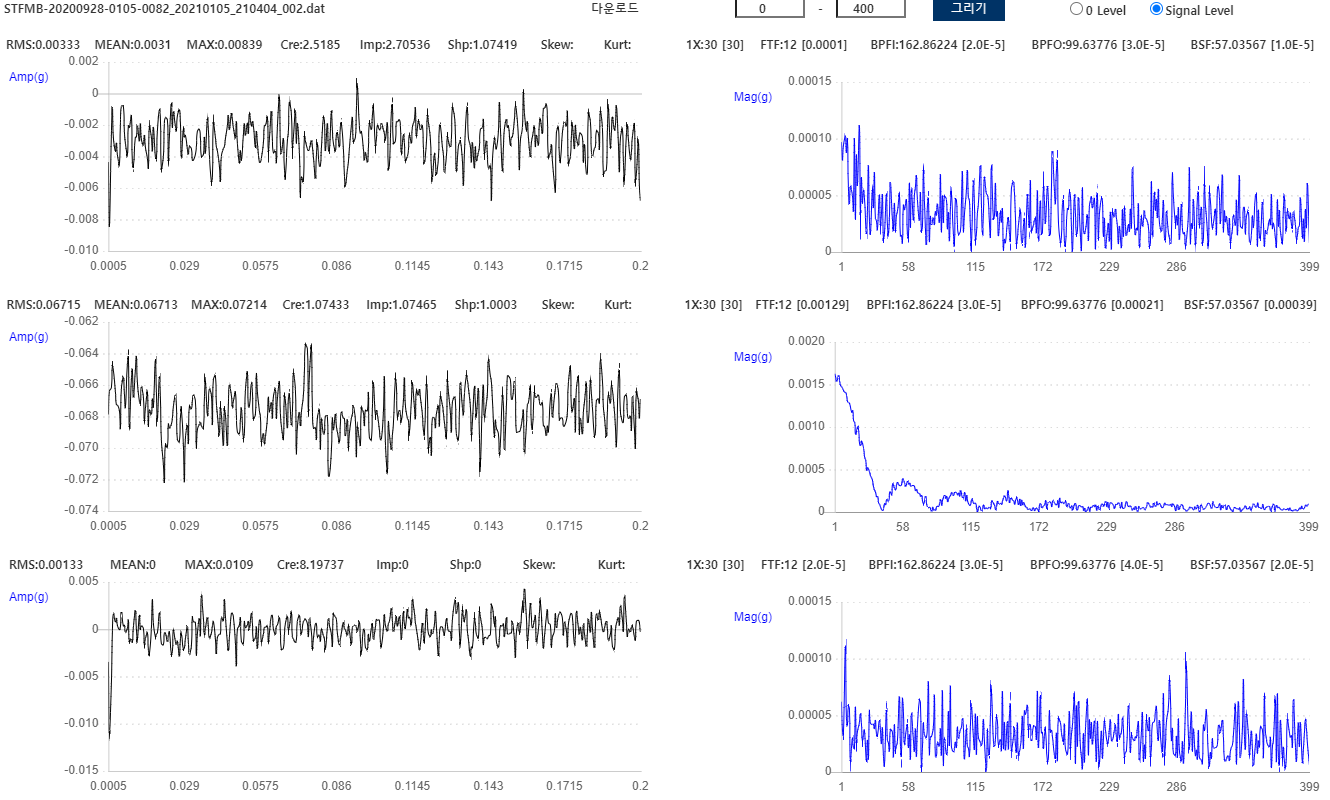 STFMB-20200928-0105-0082_20210105_210404_002.dat 다운로드 0 - 400 그리기 0 Level Signal Level
RMS:0.00333 MEAN:0.0031 MAX:0.00839 Cre:2.5185 Imp:2.70536 Shp:1.07419 Skew: Kurt:
Amp(g)
0.002
0
-0.002
-0.004
-0.006
-0.008
-0.010
0.0005 0.029 0.0575 0.086 0.1145 0.143 0.1715 0.2
1X:30 [30] FTF:12 [0.0001] BPFI:162.86224 [2.0E-5] BPFO:99.63776 [3.0E-5] BSF:57.03567 [1.0E-5]
Mag(g)
0.00015
0.00010
0.00005
0
1 58 115 172 229 286 399
RMS:0.06715 MEAN:0.06713 MAX:0.07214 Cre:1.07433 Imp:1.07465 Shp:1.0003 Skew: Kurt:
Amp(g)
-0.062
-0.064
-0.066
-0.068
-0.070
-0.072
-0.074
0.0005 0.029 0.0575 0.086 0.1145 0.143 0.1715 0.2
1X:30 [30] FTF:12 [0.00129] BPFI:162.86224 [3.0E-5] BPFO:99.63776 [0.00021] BSF:57.03567 [0.00039]
Mag(g)
0.0020
0.0015
0.0010
0.0005
0
1 58 115 172 229 286 399
RMS:0.00133 MEAN:0 MAX:0.0109 Cre:8.19737 Imp:0 Shp:0 Skew: Kurt:
Amp(g)
0.005
0
-0.005
-0.010
-0.015
0.0005 0.029 0.0575 0.086 0.1145 0.143 0.1715 0.2
1X:30 [30] FTF:12 [2.0E-5] BPFI:162.86224 [3.0E-5] BPFO:99.63776 [4.0E-5] BSF:57.03567 [2.0E-5]
Mag(g)
0.00015
0.00010
0.00005
0
1 58 115 172 229 286 399